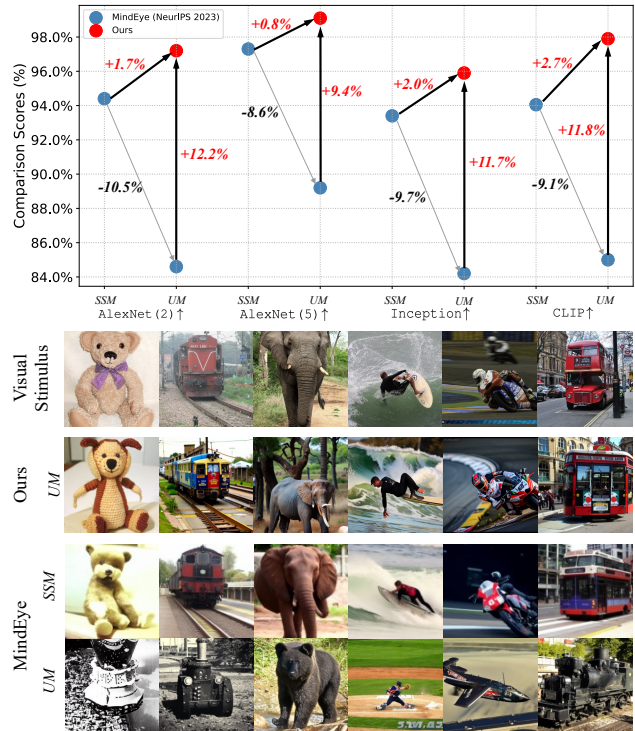 MindEye (NeurIPS 2023)
Ours
Comparison Scores (%)
98.0%
96.0%
94.0%
92.0%
90.0%
88.0%
86.0%
84.0%
+1.7%
-10.5%
+12.2%
+0.8%
-8.6%
+9.4%
+2.0%
-9.7%
+11.7%
+2.7%
-9.1%
+11.8%
SSM UM SSM UM SSM UM SSM UM
AlexNet(2)↑ AlexNet(5)↑ Inception↑ CLIP↑
Visual
Stimulus
Ours
UM
MindEye
SSM
UM